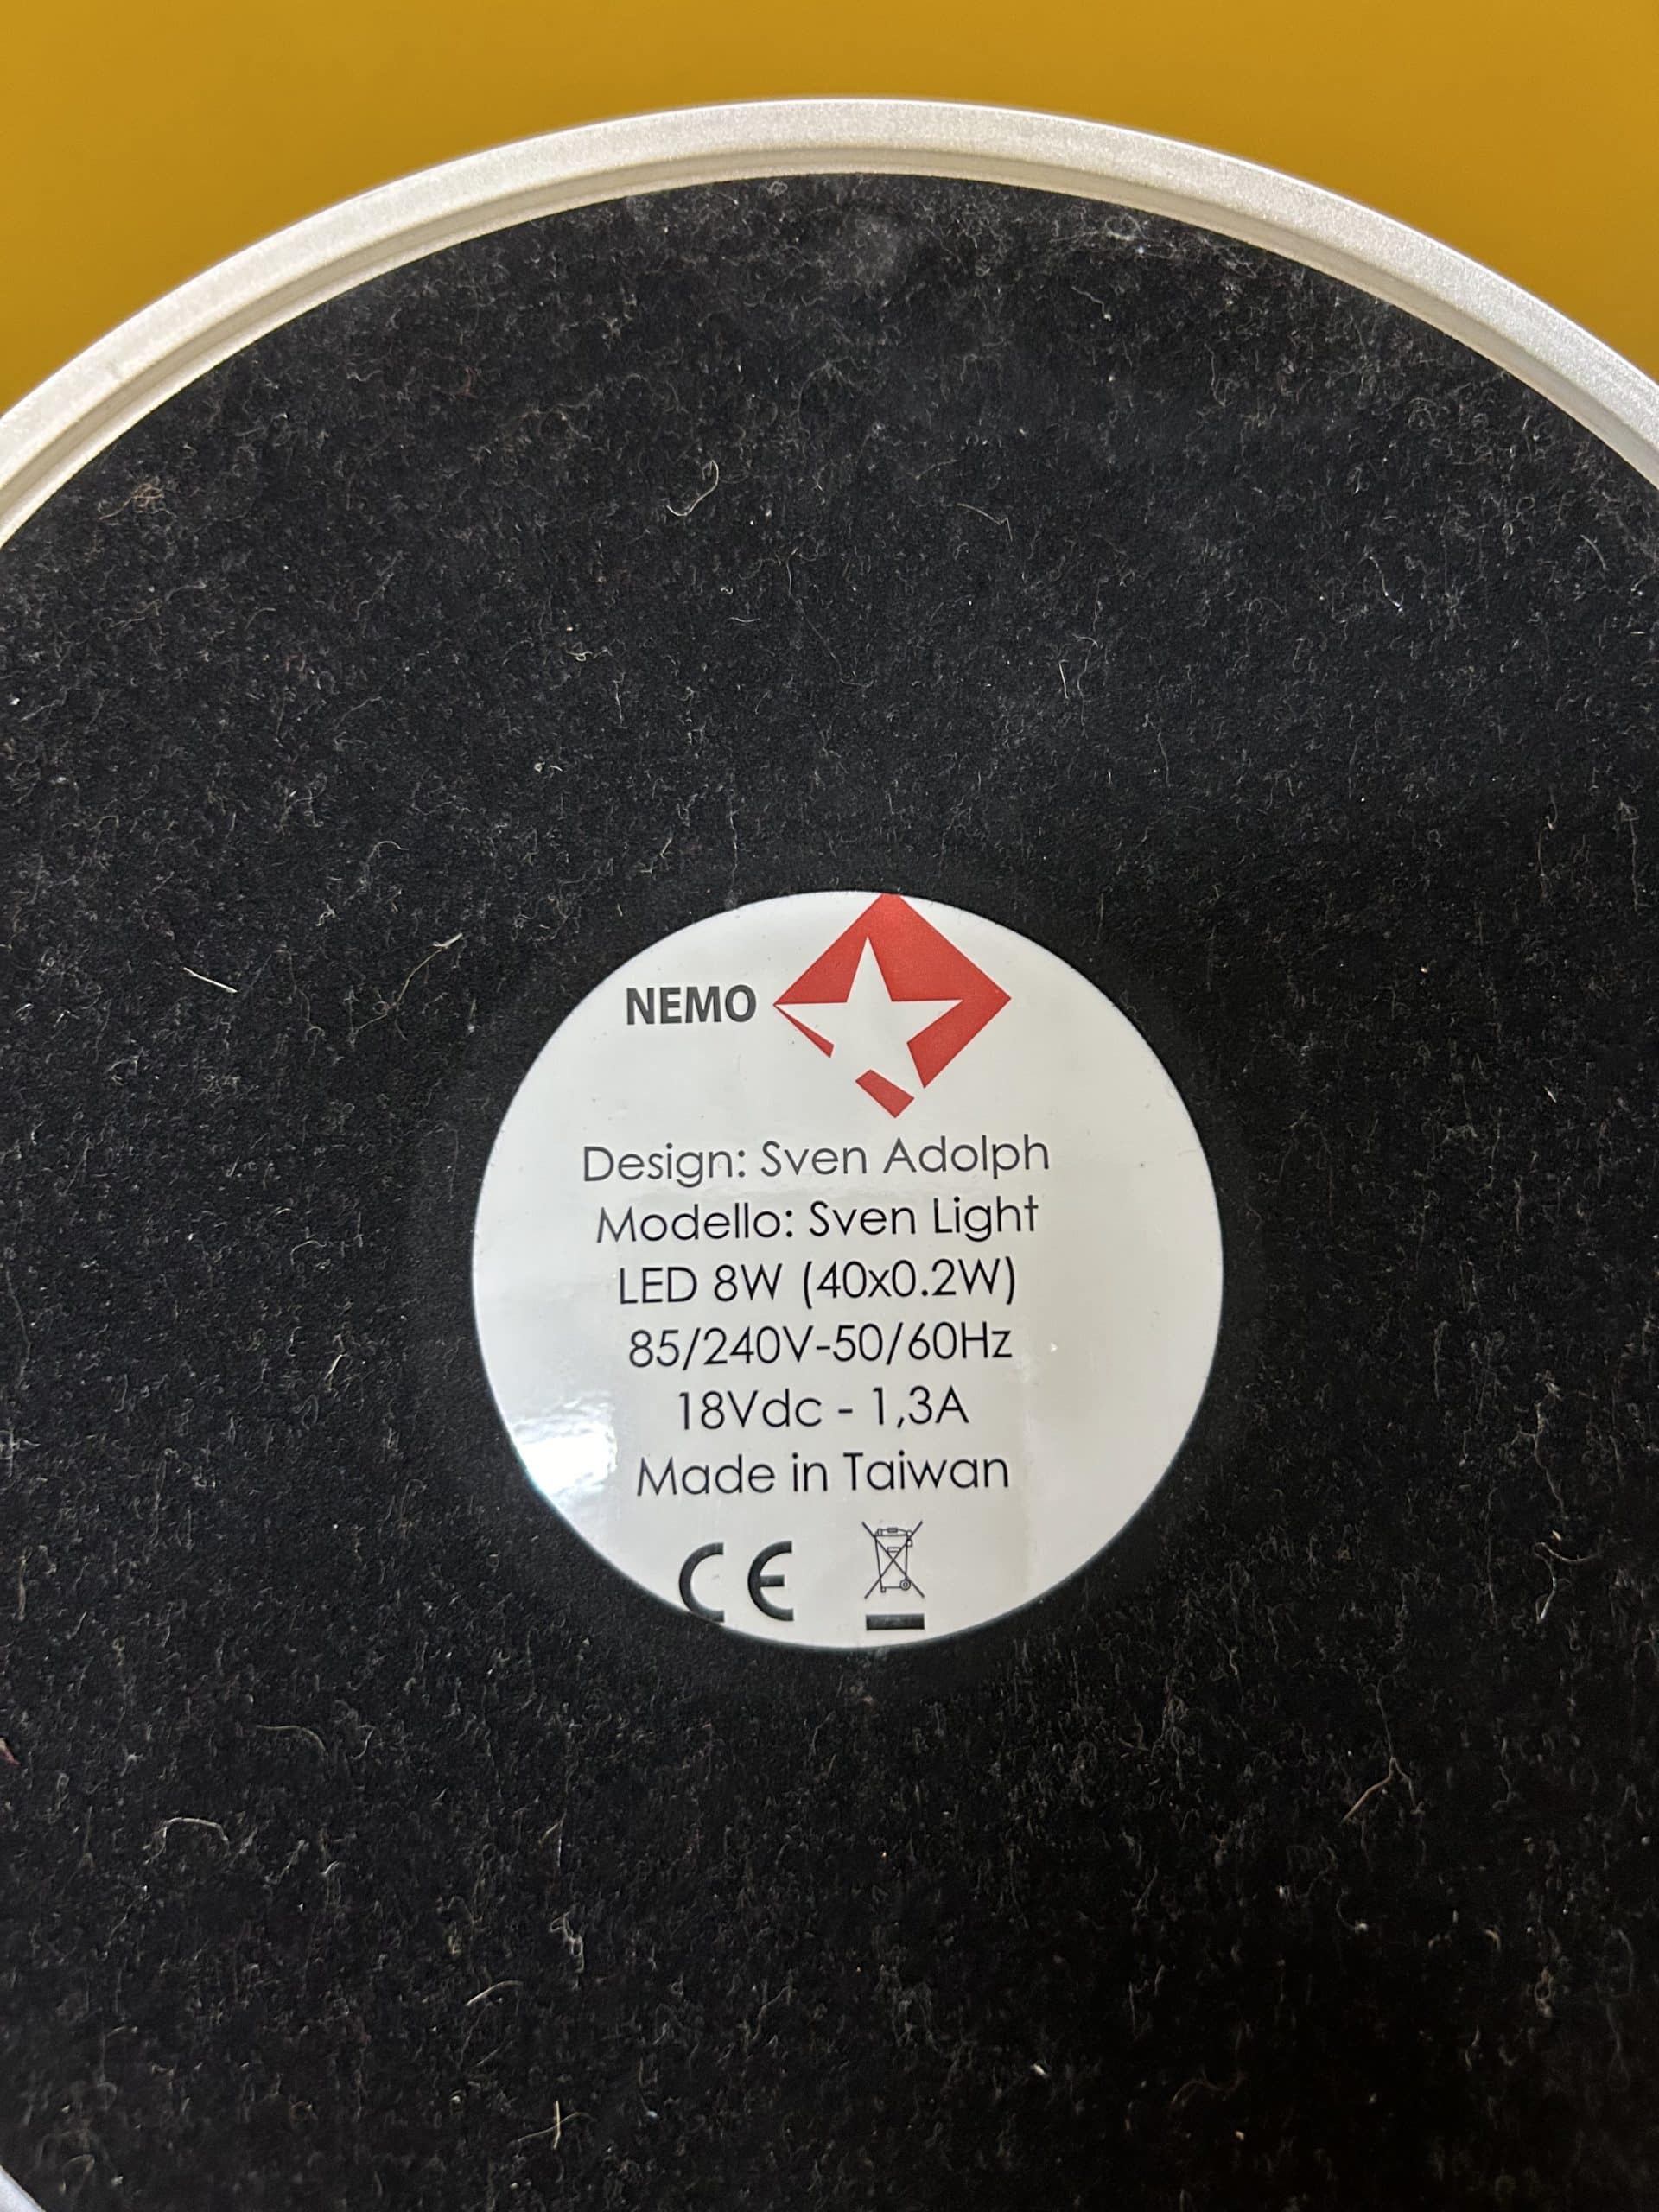 NEMO
Design: Sven Adolph
Modello: Sven Light
LED 8W (40x0.2W)
85/240V-50/60Hz
18Vdc - 1,3A
Made in Taiwan
CE